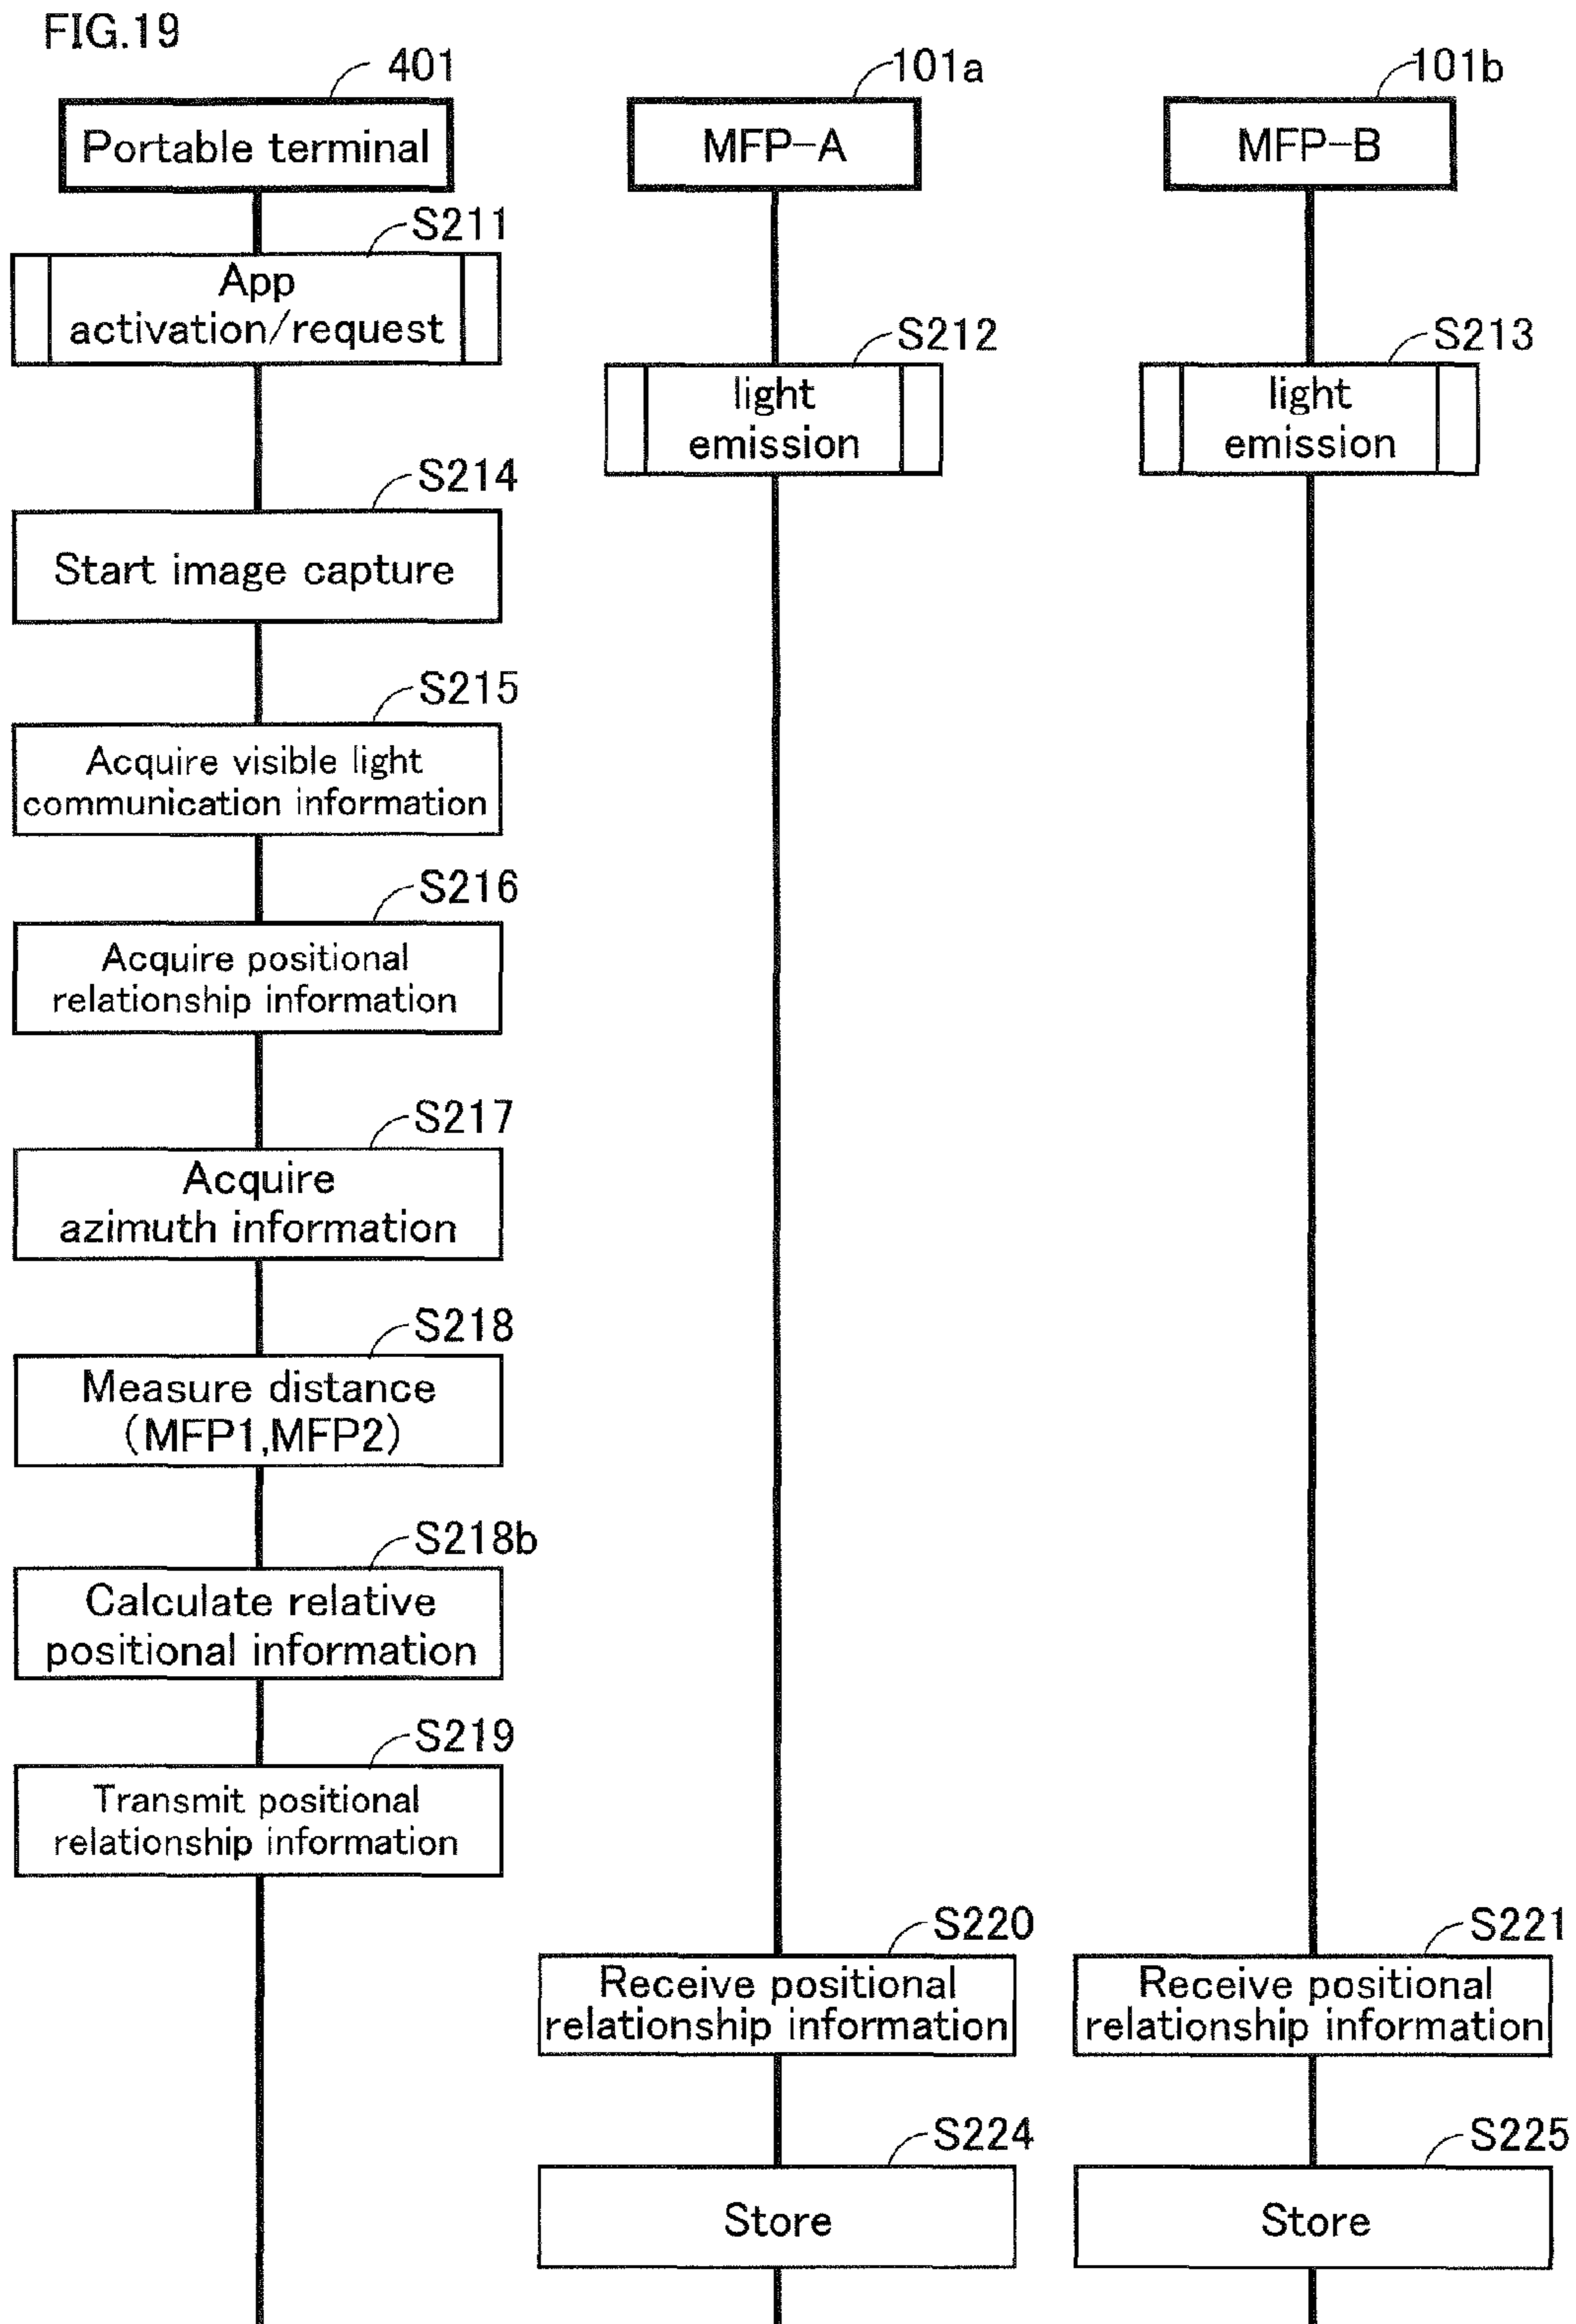 FIG.19
401
101a
101b
Portable terminal
MFP-A
MFP-B
S211
App
activation/request
S212
S213
light
emission
light
emission
S214
Start image capture
S215
Acquire visible light
communication information
S216
Acquire positional
relationship information
S217
Acquire
azimuth information
S218
Measure distance
(MFP1,MFP2)
S218b
Calculate relative
positional information
S219
Transmit positional
relationship information
S220
S221
Receive positional
relationship information
Receive positional
relationship information
S224
S225
Store
Store